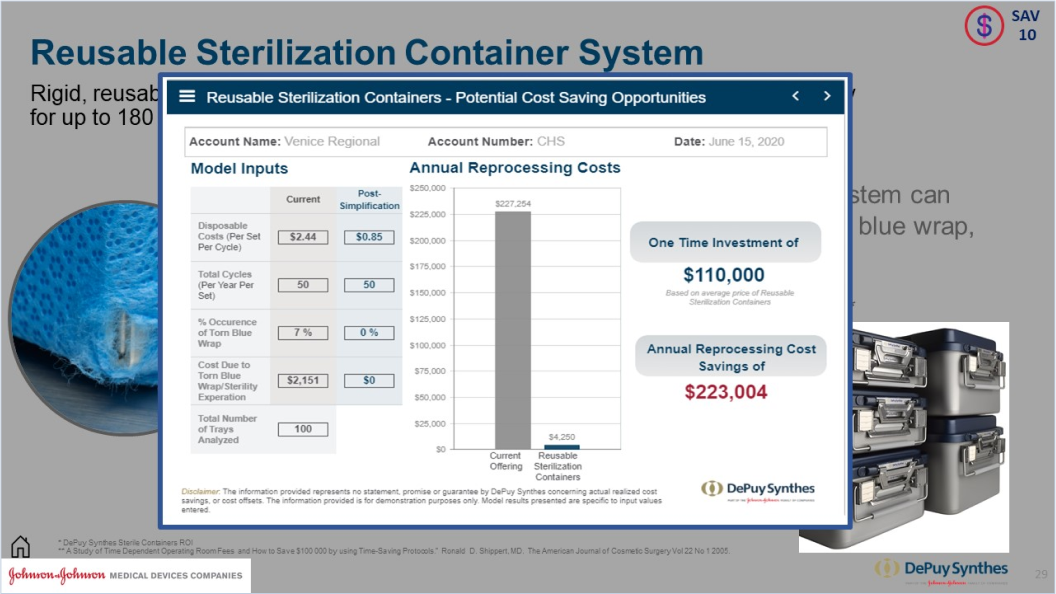 SAV
10
Reusable Sterilization Container System
Rigid, reusab
for up to 180
stem can
blue wrap,
Reusable Sterilization Containers - Potential Cost Saving Opportunities
Account Name: Venice Regional Account Number: CHS Date: June 15, 2020
Model Inputs
Current Post-
Simplification
Disposable
Costs (Per Set
Per Cycle)
$2.44 $0.85
Total Cycles
(Per Year Per
Set)
50 50
% Occurence
of Torn Blue
Wrap
7 % 0 %
Cost Due to
Torn Blue
Wrap/Sterility
Experation
$2,151 $0
Total Number
of Trays
Analyzed
100
Annual Reprocessing Costs
$250,000
$225,000
$200,000
$175,000
$150,000
$125,000
$100,000
$75,000
$50,000
$25,000
$0
$227,254
$4,250
Current
Offering
Reusable
Sterilization
Containers
One Time Investment of
$110,000
Based on average price of Reusable
Sterilization Containers
Annual Reprocessing Cost
Savings of
$223,004
Disclaimer: The information provided represents no statement, promise or guarantee by DePuy Synthes concerning actual realized cost
savings, or cost offsets. The information provided is for demonstration purposes only. Model results presented are specific to input values
entered.
DePuy Synthes
* DePuy Synthes Sterile Containers ROI
** A Study of Time Dependent Operating Room Fees and How to Save $100 000 by using Time-Saving Protocols." Ronald D. Shippert, MD. The American Journal of Cosmetic Surgery Vol 22 No 1 2005.
Johnson & Johnson MEDICAL DEVICES COMPANIES
DePuy Synthes
29